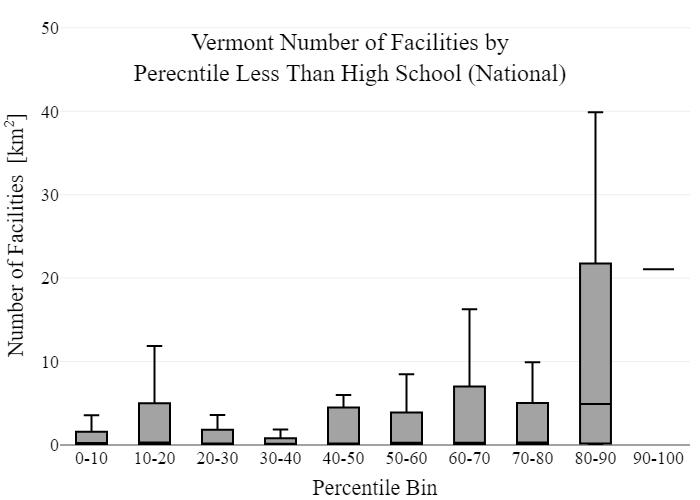 Vermont Number of Facilities by
Perecntile Less Than High School (National)
Number of Facilities [km²]
50
40
30
20
10
0
0-10 10-20 20-30 30-40 40-50 50-60 60-70 70-80 80-90 90-100
Percentile Bin